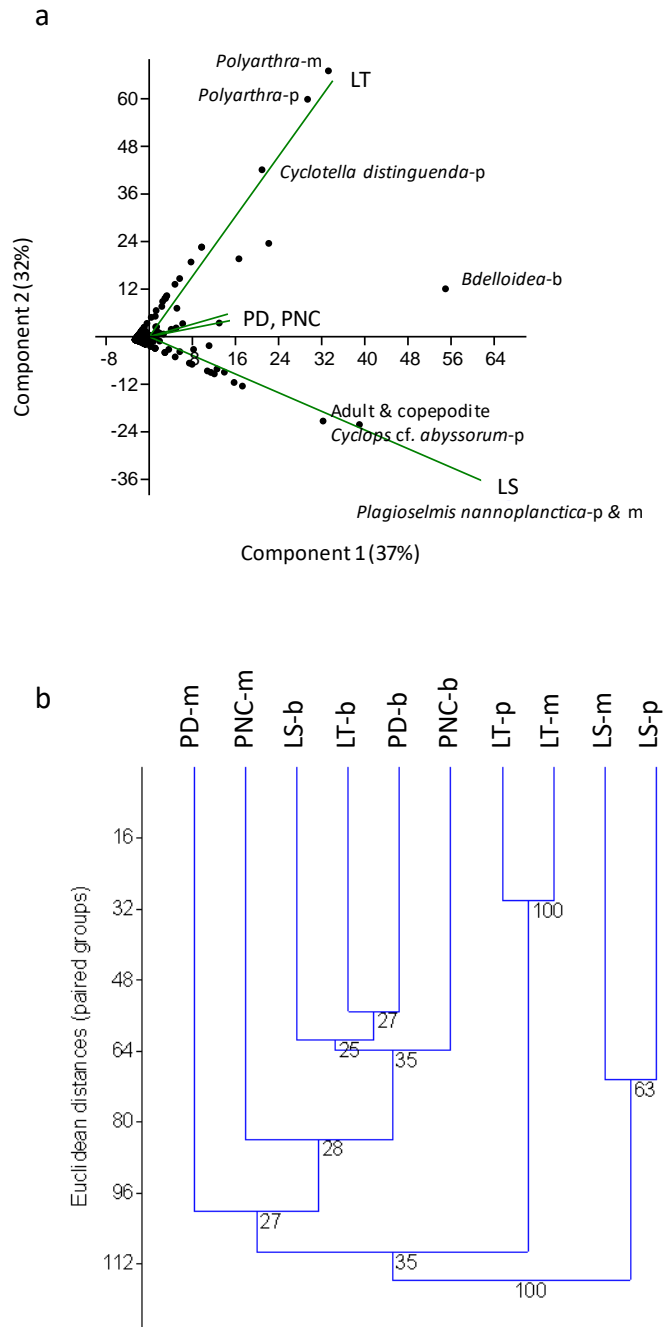 a
Polyarthra-m
LT
60
Polyarthra-p
48
Cyclotella distinguenda-p
36
24
Bdelloidea-b
12
PD, PNC
-8 8 16 24 32 40 48 56 64
-12
Adult & copepodite
-24
Cyclops cf. abyssorum-p
-36
LS
Plagioselmis nannoplanctica-p & m
Component 2 (32%)
Component 1 (37%)
b
PD-m PNC-m LS-b LT-b PD-b PNC-b LT-p LT-m LS-m LS-p
Euclidean distances (paired groups)
16
32
100
48
27
64
25
35
63
80
28
96
27
112
35
100